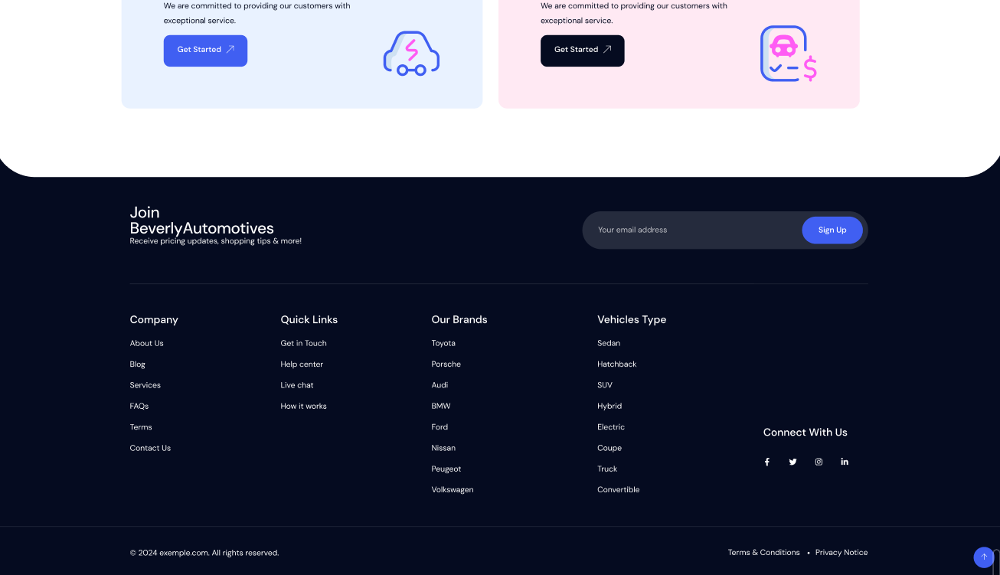 We are committed to providing our customers with
exceptional service.
Get Started
We are committed to providing our customers with
exceptional service.
Get Started
Join
BeverlyAutomotives
Receive pricing updates, shopping tips & more!
Your email address
Sign Up
Company
About Us
Blog
Services
FAQs
Terms
Contact Us
Quick Links
Get in Touch
Help center
Live chat
How it works
Our Brands
Toyota
Porsche
Audi
BMW
Ford
Nissan
Peugeot
Volkswagen
Vehicles Type
Sedan
Hatchback
SUV
Hybrid
Electric
Coupe
Truck
Convertible
Connect With Us
© 2024 exemple.com. All rights reserved.
Terms & Conditions • Privacy Notice